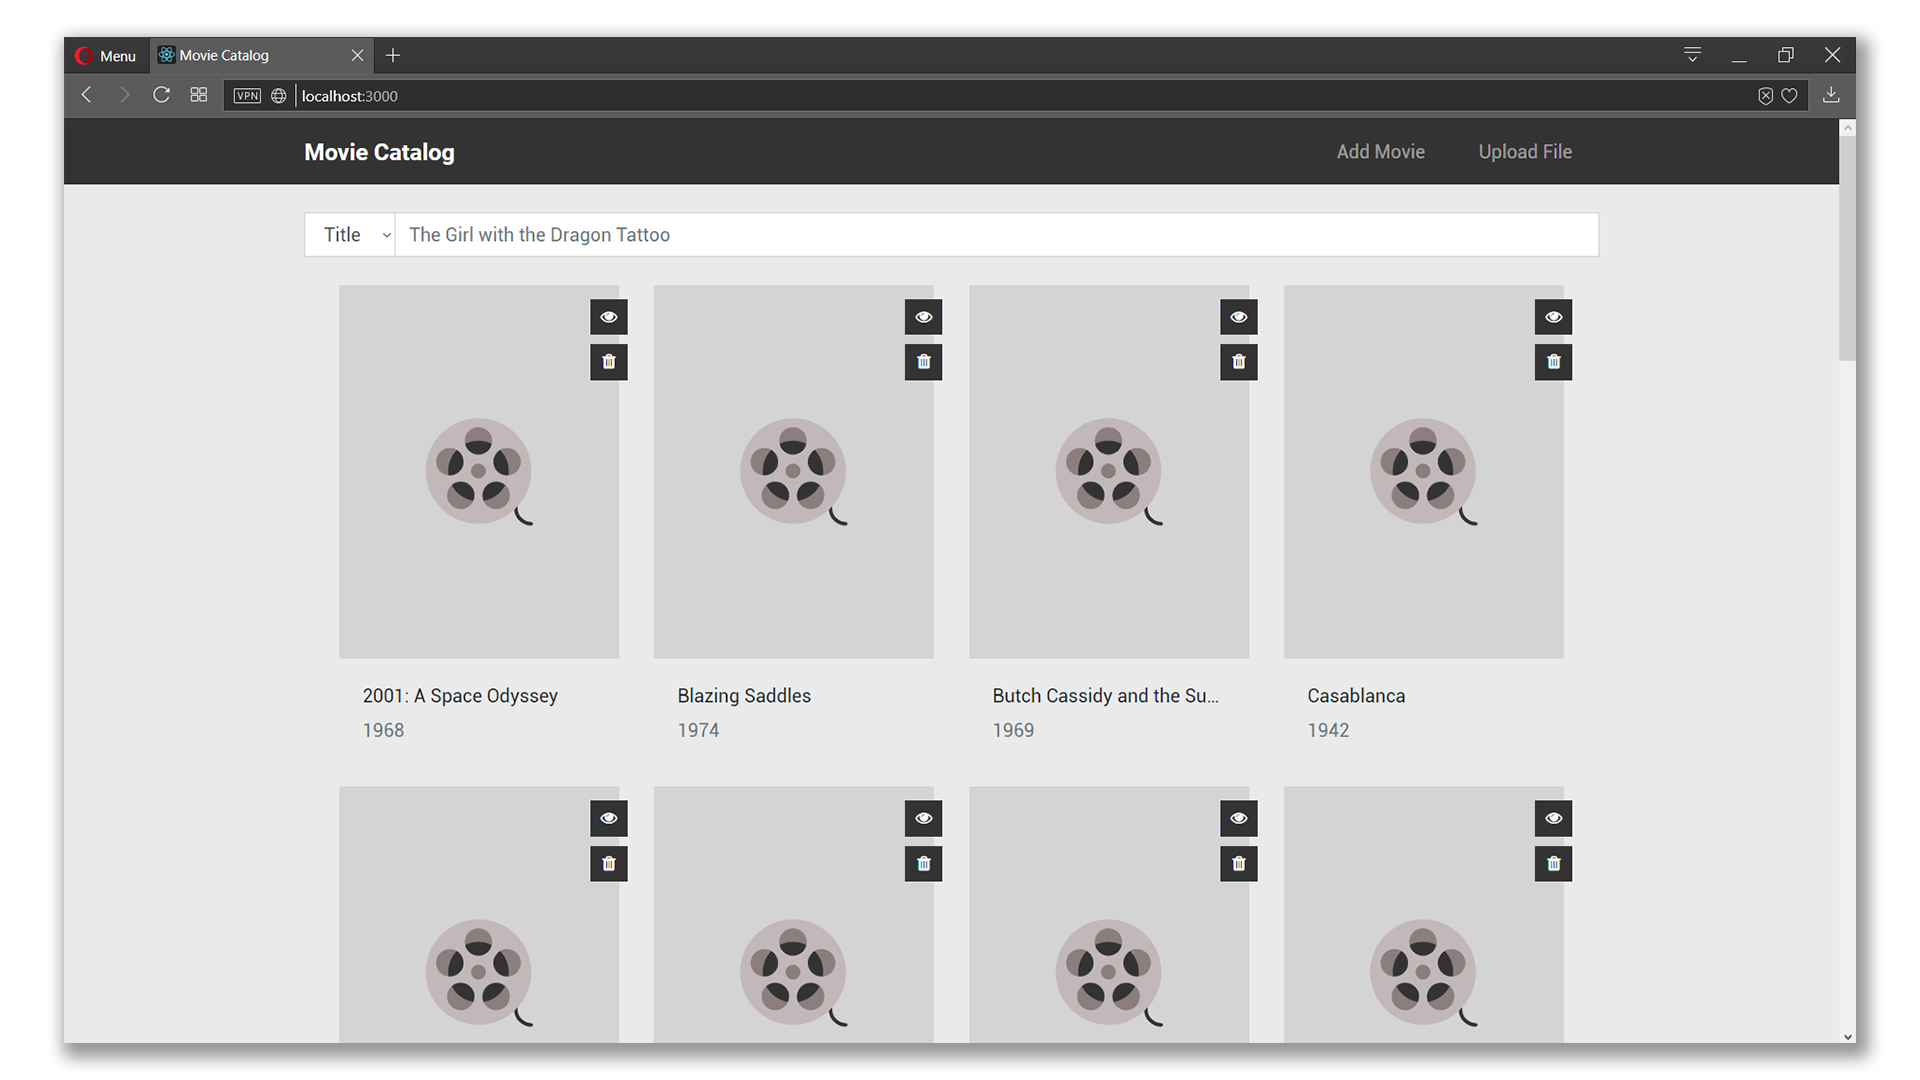 Menu
Movie Catalog
VPN
localhost:3000
Movie Catalog
Add Movie
Upload File
Title
The Girl with the Dragon Tattoo
2001: A Space Odyssey
1968
Blazing Saddles
1974
Butch Cassidy and the Su...
1969
Casablanca
1942